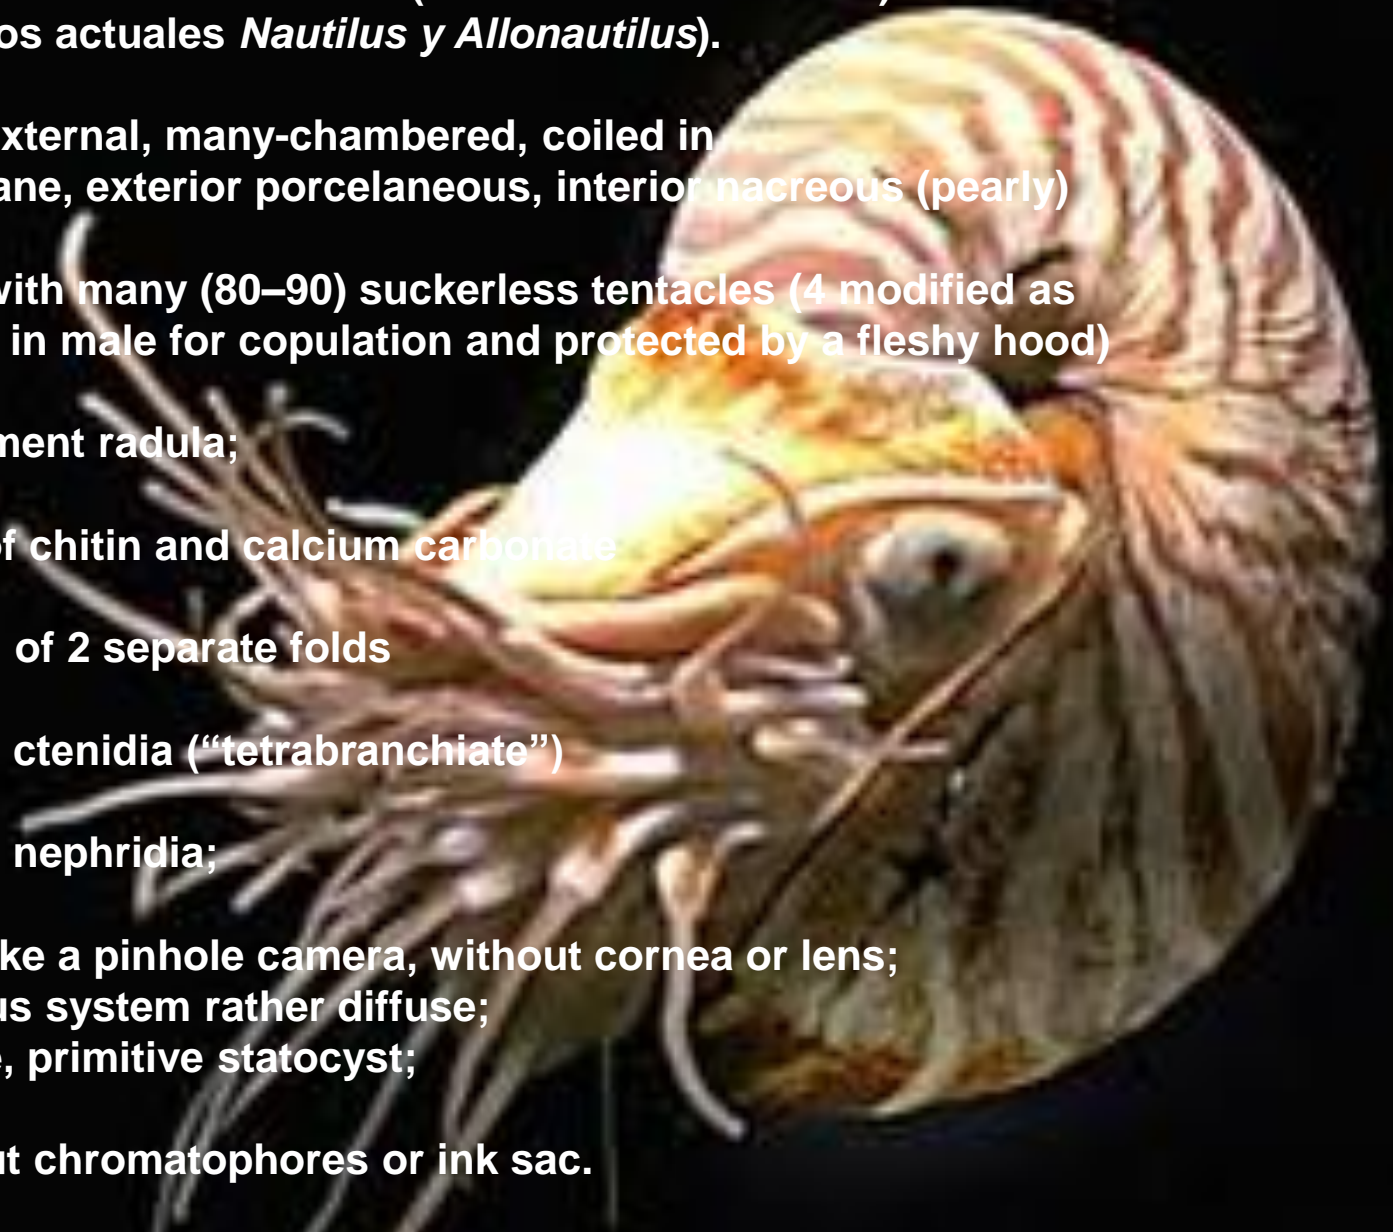 os actuales Nautilus y Allonautilus).
xternal, many-chambered, coiled in
ane, exterior porcelaneous, interior nacreous (pearly)
with many (80–90) suckerless tentacles (4 modified as
in male for copulation and protected by a fleshy hood)
ment radula;
of chitin and calcium carbonate
of 2 separate folds
ctenidia (“tetrabranchiate”)
nephridia;
ke a pinhole camera, without cornea or lens;
us system rather diffuse;
e, primitive statocyst;
ut chromatophores or ink sac.